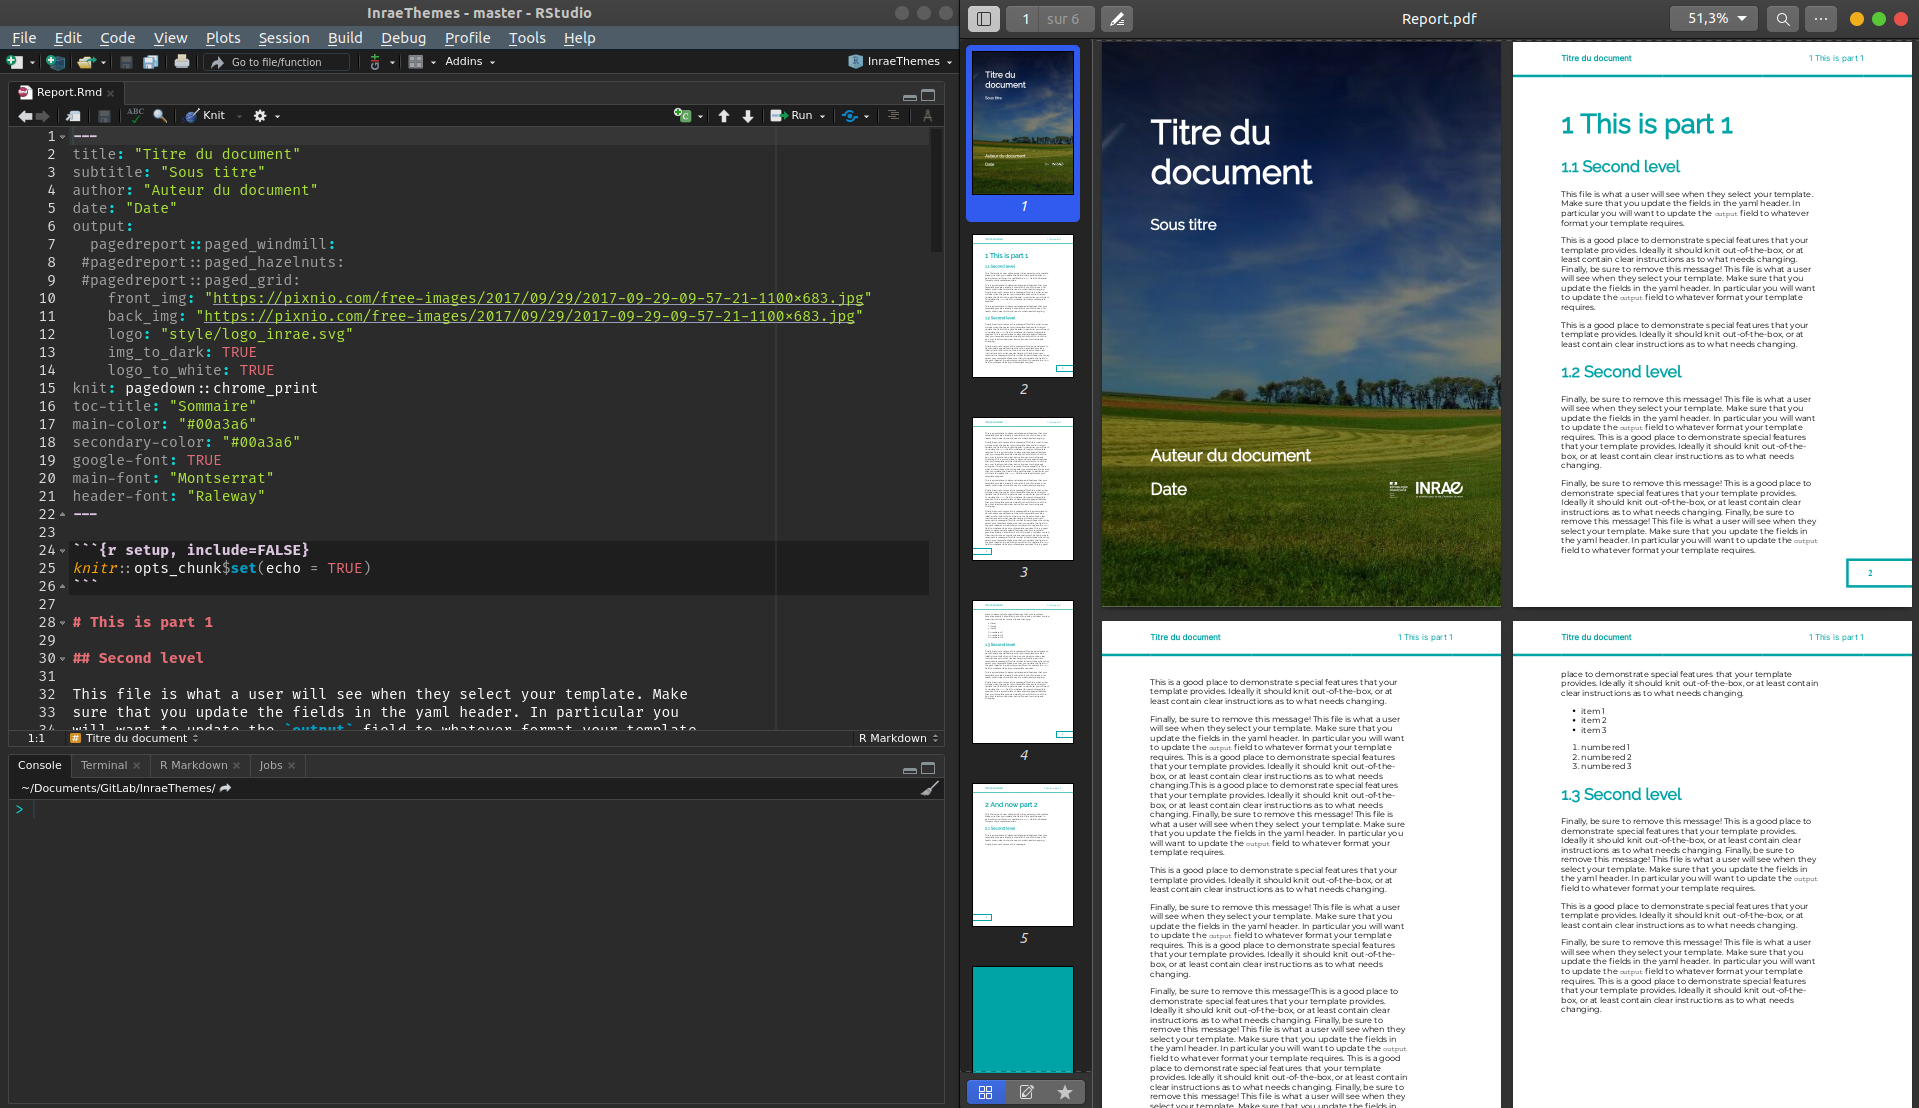 InraeThemes - master - RStudio
File Edit Code View Plots Session Build Debug Profile Tools Help
Go to file/function
Addins
InraeThemes
Report.Rmd
ABC
Knit
Run
1 ---
2 title: "Titre du document"
3 subtitle: "Sous titre"
4 author: "Auteur du document"
5 date: "Date"
6 output:
7 pagedreport::paged_windmill:
8 #pagedreport::paged_hazelnuts:
9 #pagedreport::paged_grid:
10 front_img: "https://pixnio.com/free-images/2017/09/29/2017-09-29-09-57-21-1100×683.jpg"
11 back_img: "https://pixnio.com/free-images/2017/09/29/2017-09-29-09-57-21-1100×683.jpg"
12 logo: "style/logo_inrae.svg"
13 img_to_dark: TRUE
14 logo_to_white: TRUE
15 knit: pagedown::chrome_print
16 toc-title: "Sommaire"
17 main-color: "#00a3a6"
18 secondary-color: "#00a3a6"
19 google-font: TRUE
20 main-font: "Montserrat"
21 header-font: "Raleway"
22 ---
23
24 ```{r setup, include=FALSE}
25 knitr::opts_chunk$set(echo = TRUE)
26 ```
27
28 # This is part 1
29
30 ## Second level
31
32 This file is what a user will see when they select your template. Make
33 sure that you update the fields in the yaml header. In particular you
34 will want to update the `output` field to whatever format your template
1:1 # Titre du document R Markdown
Console Terminal R Markdown Jobs
~/Documents/GitLab/InraeThemes/
>
1 sur 6
Report.pdf
51,3%
Titre du
document
Sous titre
Auteur du document
Date
INRAE
1
1 This is part 1
1.1 Second level
1.2 Second level
2
3
1.3 Second level
4
2 And now part 2
2.1 Second level
5
Titre du
document
Sous titre
Auteur du document
Date
INRAE
Titre du document 1 This is part 1
1 This is part 1
1.1 Second level
This file is what a user will see when they select your template.
Make sure that you update the fields in the yaml header. In
particular you will want to update the output field to whatever
format your template requires.
This is a good place to demonstrate special features that your
template provides. Ideally it should knit out-of-the-box, or at
least contain clear instructions as to what needs changing.
Finally, be sure to remove this message! This file is what a user
will see when they select your template. Make sure that you
update the fields in the yaml header. In particular you will want
to update the output field to whatever format your template
requires.
This is a good place to demonstrate special features that your
template provides. Ideally it should knit out-of-the-box, or at
least contain clear instructions as to what needs changing.
1.2 Second level
Finally, be sure to remove this message! This file is what a user
will see when they select your template. Make sure that you
update the fields in the yaml header. In particular you will want
to update the output field to whatever format your template
requires. This is a good place to demonstrate special features
that your template provides. Ideally it should knit out-of-the-
box, or at least contain clear instructions as to what needs
changing.
Finally, be sure to remove this message! This is a good place to
demonstrate special features that your template provides.
Ideally it should knit out-of-the-box, or at least contain clear
instructions as to what needs changing. Finally, be sure to
remove this message! This file is what a user will see when they
select your template. Make sure that you update the fields in
the yaml header. In particular you will want to update the output
field to whatever format your template requires.
2
Titre du document 1 This is part 1
This is a good place to demonstrate special features that your
template provides. Ideally it should knit out-of-the-box, or at
least contain clear instructions as to what needs changing.
Finally, be sure to remove this message! This file is what a user
will see when they select your template. Make sure that you
update the fields in the yaml header. In particular you will want
to update the output field to whatever format your template
requires. This is a good place to demonstrate special features
that your template provides. Ideally it should knit out-of-the-
box, or at least contain clear instructions as to what needs
changing.This is a good place to demonstrate special features
that your template provides. Ideally it should knit out-of-the-
box, or at least contain clear instructions as to what needs
changing. Finally, be sure to remove this message! This file is
what a user will see when they select your template. Make sure
that you update the fields in the yaml header. In particular you
will want to update the output field to whatever format your
template requires.
This is a good place to demonstrate special features that your
template provides. Ideally it should knit out-of-the-box, or at
least contain clear instructions as to what needs changing.
Finally, be sure to remove this message! This file is what a user
will see when they select your template. Make sure that you
update the fields in the yaml header. In particular you will want
to update the output field to whatever format your template
requires. This is a good place to demonstrate special features
that your template provides. Ideally it should knit out-of-the-
box, or at least contain clear instructions as to what needs
changing.
Finally, be sure to remove this message!This is a good place to
demonstrate special features that your template provides.
Ideally it should knit out-of-the-box, or at least contain clear
instructions as to what needs changing. Finally, be sure to
remove this message! This file is what a user will see when they
select your template. Make sure that you update the fields in
the yaml header. In particular you will want to update the output
field to whatever format your template requires. This is a good
place to demonstrate special features that your template
provides. Ideally it should knit out-of-the-box, or at least contain
clear instructions as to what needs changing. Finally, be sure to
remove this message! This file is what a user will see when they
select your template. Make sure that you update the fields in
Titre du document 1 This is part 1
place to demonstrate special features that your template
provides. Ideally it should knit out-of-the-box, or at least contain
clear instructions as to what needs changing.
• item 1
• item 2
• item 3
1. numbered 1
2. numbered 2
3. numbered 3
1.3 Second level
Finally, be sure to remove this message! This is a good place to
demonstrate special features that your template provides.
Ideally it should knit out-of-the-box, or at least contain clear
instructions as to what needs changing. Finally, be sure to
remove this message! This file is what a user will see when they
select your template. Make sure that you update the fields in
the yaml header. In particular you will want to update the output
field to whatever format your template requires.
This is a good place to demonstrate special features that your
template provides. Ideally it should knit out-of-the-box, or at
least contain clear instructions as to what needs changing.
Finally, be sure to remove this message! This file is what a user
will see when they select your template. Make sure that you
update the fields in the yaml header. In particular you will want
to update the output field to whatever format your template
requires. This is a good place to demonstrate special features
that your template provides. Ideally it should knit out-of-the-
box, or at least contain clear instructions as to what needs
changing.